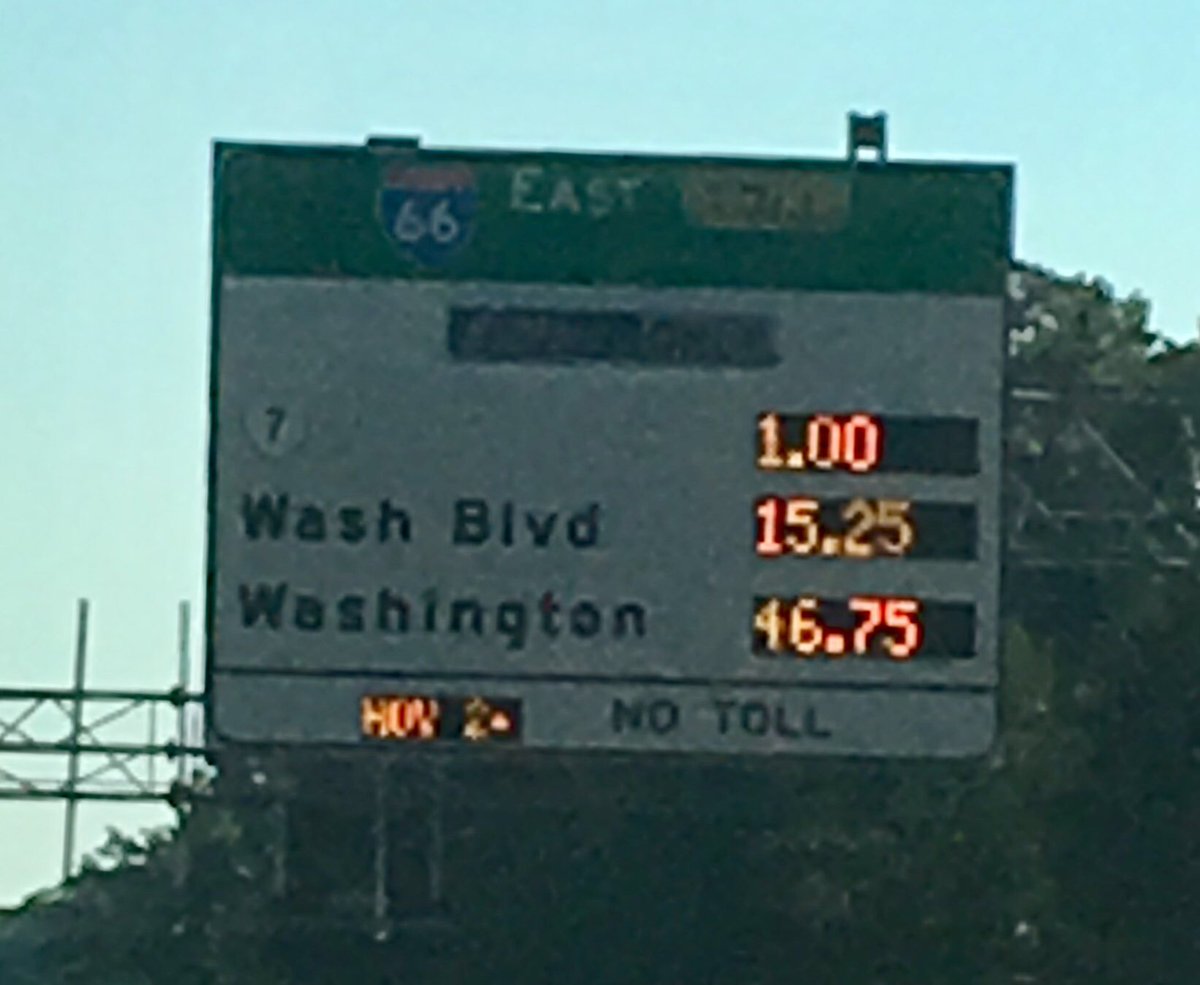 66 EAST
7 1.00
Wash Blvd 15.25
Washington 46.75
HOV 2+ NO TOLL